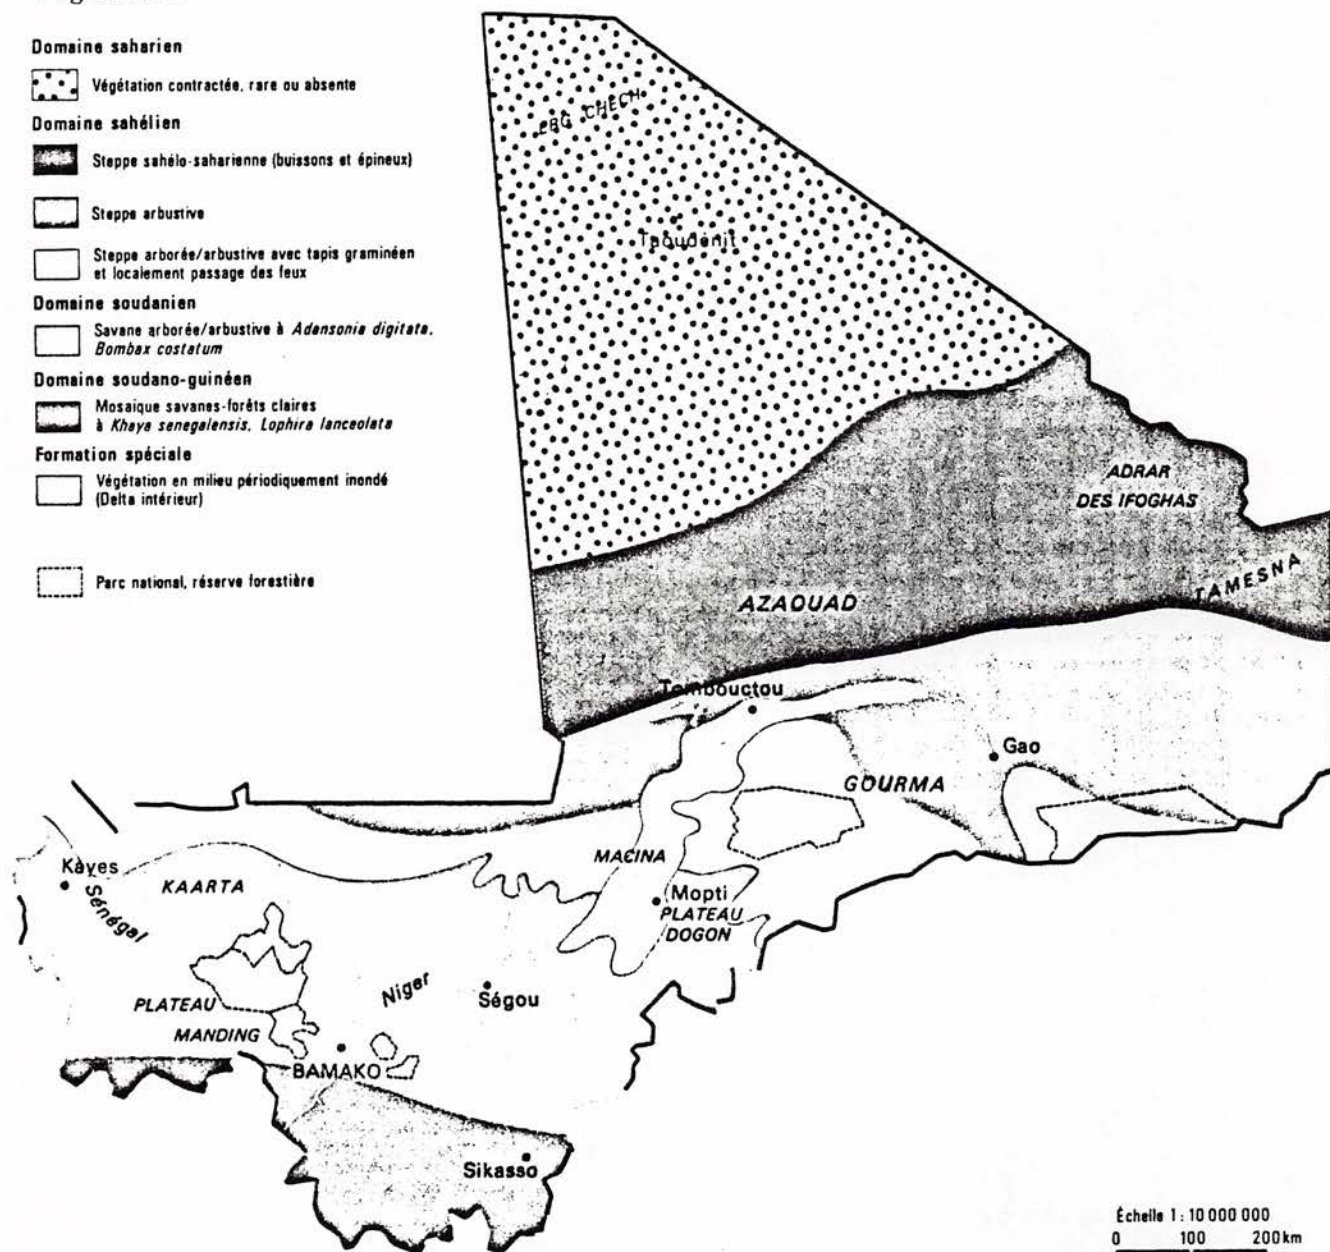 Domaine saharien
Végétation contractée, rare ou absente
Domaine sahélien
Steppe sahélo-saharienne (buissons et épineux)
Steppe arbustive
Steppe arborée/arbustive avec tapis graminéen
et localement passage des feux
Domaine soudanien
Savane arborée/arbustive à Adansonia digitata,
Bombax costatum
Domaine soudano-guinéen
Mosaïque savanes-forêts claires
à Khaya senegalensis, Lophira lanceolata
Formation spéciale
Végétation en milieu périodiquement inondé
(Delta intérieur)
Parc national, réserve forestière
ERG CHECH
Taoudenit
ADRAR
DES IFOGHAS
TAMESNA
AZAOUAD
Tombouctou
Gao
GOURMA
MACINA
Kayes
KAARTA
Sénégal
Mopti
PLATEAU
DOGON
Niger
Ségou
PLATEAU
MANDING
BAMAKO
Sikasso
Échelle 1 : 10 000 000
0 100 200 km